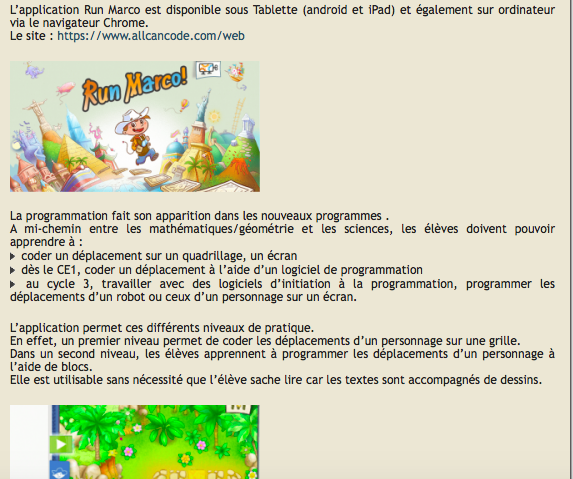 L’application Run Marco est disponible sous Tablette (android et iPad) et également sur ordinateur
via le navigateur Chrome.
Le site : https://www.allcancode.com/web
Run Marco!
La programmation fait son apparition dans les nouveaux programmes .
A mi-chemin entre les mathématiques/géométrie et les sciences, les élèves doivent pouvoir
apprendre à :
coder un déplacement sur un quadrillage, un écran
dès le CE1, coder un déplacement à l’aide d’un logiciel de programmation
au cycle 3, travailler avec des logiciels d’initiation à la programmation, programmer les
déplacements d’un robot ou ceux d’un personnage sur un écran.
L’application permet ces différents niveaux de pratique.
En effet, un premier niveau permet de coder les déplacements d’un personnage sur une grille.
Dans un second niveau, les élèves apprennent à programmer les déplacements d’un personnage à
l’aide de blocs.
Elle est utilisable sans nécessité que l’élève sache lire car les textes sont accompagnés de dessins.